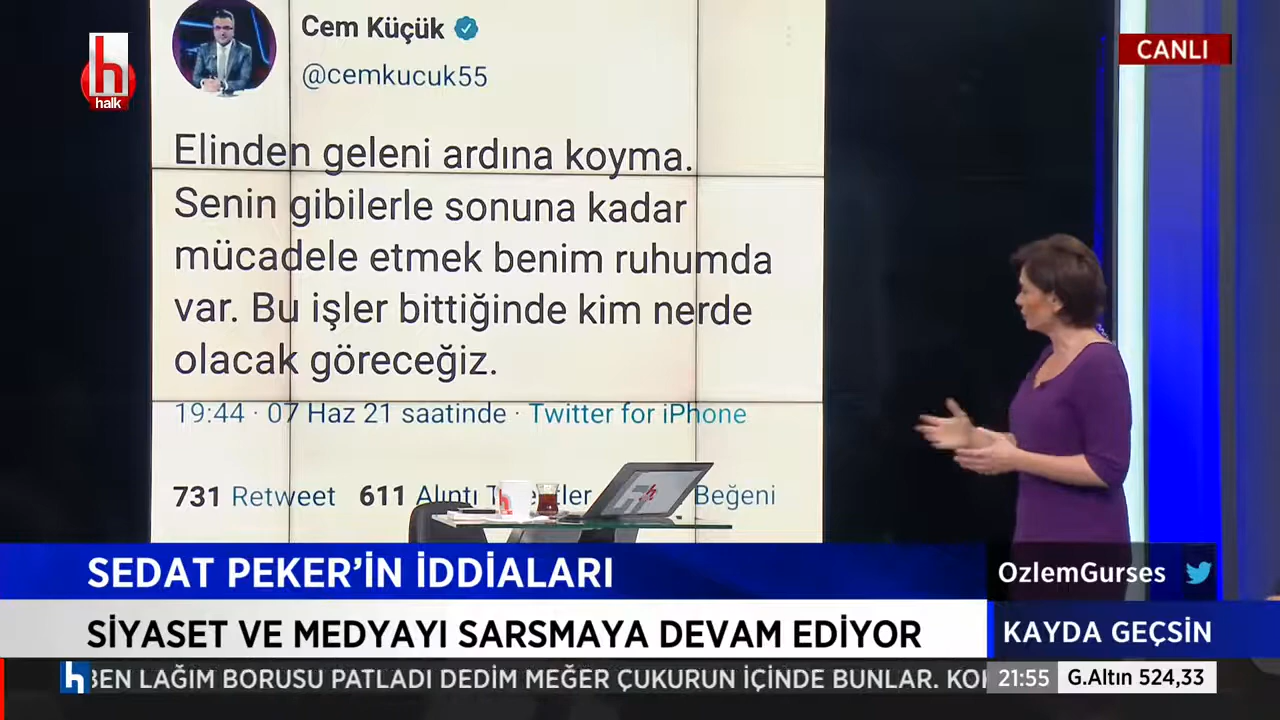 Cem Küçük
@cemkucuk55
h
halk
CANLI
Elinden geleni ardına koyma.
Senin gibilerle sonuna kadar
mücadele etmek benim ruhumda
var. Bu işler bittiğinde kim nerde
olacak göreceğiz.
19:44 · 07 Haz 21 saatinde · Twitter for iPhone
731 Retweet 611 Alıntı Beğeni
SEDAT PEKER'İN İDDİALARI
OzlemGurses
SİYASET VE MEDYAYI SARSMAYA DEVAM EDİYOR
KAYDA GEÇSİN
h BEN LAĞIM BORUSU PATLADI DEDİM MEĞER ÇUKURUN İÇİNDE BUNLAR. 21:55 G.Altın 524,33